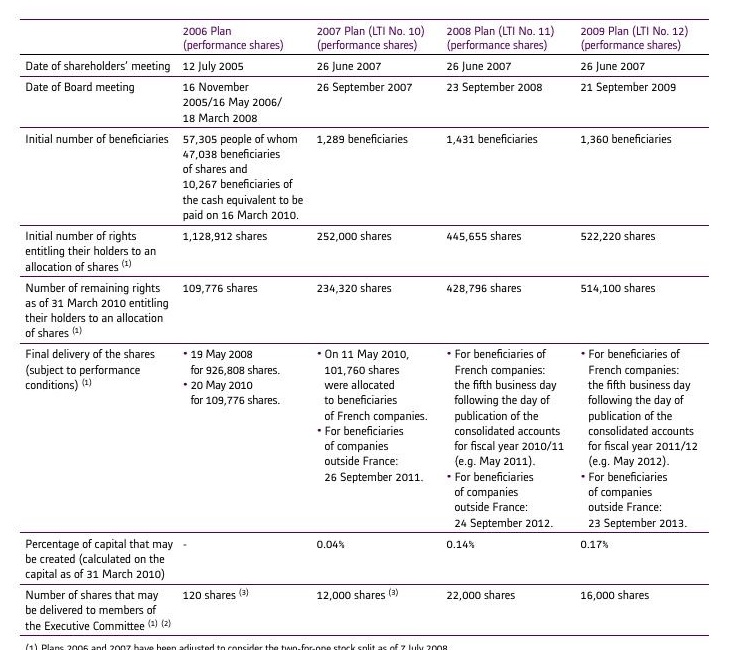 2006 Plan
(performance shares)
2007 Plan (LTI No. 10)
(performance shares)
2008 Plan (LTI No. 11)
(performance shares)
2009 Plan (LTI No. 12)
(performance shares)
Date of shareholders' meeting
12 July 2005
26 June 2007
26 June 2007
26 June 2007
Date of Board meeting
16 November
2005/16 May 2006/
18 March 2008
26 September 2007
23 September 2008
21 September 2009
Initial number of beneficiaries
57,305 people of whom
47,038 beneficiaries
of shares and
10,267 beneficiaries of
the cash equivalent to be
paid on 16 March 2010.
1,289 beneficiaries
1,431 beneficiaries
1,360 beneficiaries
Initial number of rights
entitling their holders to an
allocation of shares (1)
1,128,912 shares
252,000 shares
445,655 shares
522,220 shares
Number of remaining rights
as of 31 March 2010 entitling
their holders to an allocation
of shares (1)
109,776 shares
234,320 shares
428,796 shares
514,100 shares
Final delivery of the shares
(subject to performance
conditions) (1)
• 19 May 2008
for 926,808 shares.
• 20 May 2010
for 109,776 shares.
• On 11 May 2010,
101,760 shares
were allocated
to beneficiaries
of French companies.
• For beneficiaries
of companies
outside France:
26 September 2011.
• For beneficiaries of
French companies:
the fifth business day
following the day of
publication of the
consolidated accounts
for fiscal year 2010/11
(e.g. May 2011).
• For beneficiaries
of companies
outside France:
24 September 2012.
• For beneficiaries of
French companies:
the fifth business day
following the day of
publication of the
consolidated accounts
for fiscal year 2011/12
(e.g. May 2012).
• For beneficiaries
of companies
outside France:
23 September 2013.
Percentage of capital that may
be created (calculated on the
capital as of 31 March 2010)
-
0.04%
0.14%
0.17%
Number of shares that may
be delivered to members of
the Executive Committee (1) (2)
120 shares (3)
12,000 shares (3)
22,000 shares
16,000 shares
(1) Plans 2006 and 2007 have been adjusted to consider the two-for-one stock split as of 7 July 2008.